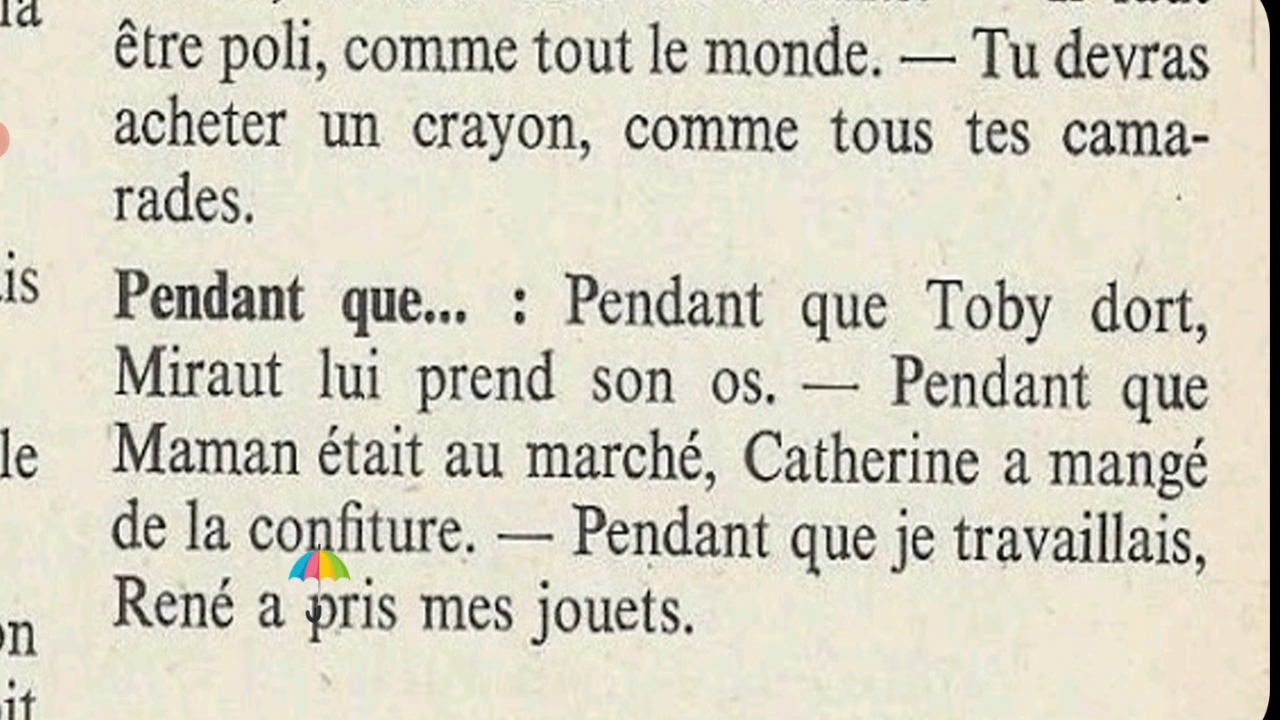 être poli, comme tout le monde. — Tu devras
acheter un crayon, comme tous tes cama-
rades.
Pendant que... : Pendant que Toby dort,
Miraut lui prend son os. — Pendant que
Maman était au marché, Catherine a mangé
de la confiture. — Pendant que je travaillais,
René a pris mes jouets.